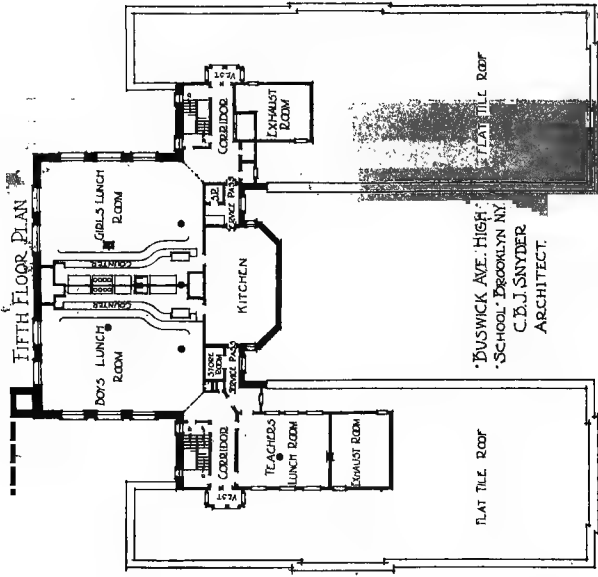 FIFTH FLOOR PLAN
BOYS LUNCH
ROOM
COUNTER
COUNTER
GIRLS LUNCH
ROOM
STORE
ROOM
SERVICE PASS
KITCHEN
SERVICE PASS
CORRIDOR
VEST
TEACHERS
LUNCH ROOM
EXHAUST ROOM
FLAT TILE ROOF
CORRIDOR
VEST
EXHAUST
ROOM
FLAT TILE ROOF
·BUSWICK AVE. HIGH·
·SCHOOL· BROOKLYN N.Y.
C.B.J. SNYDER
ARCHITECT.